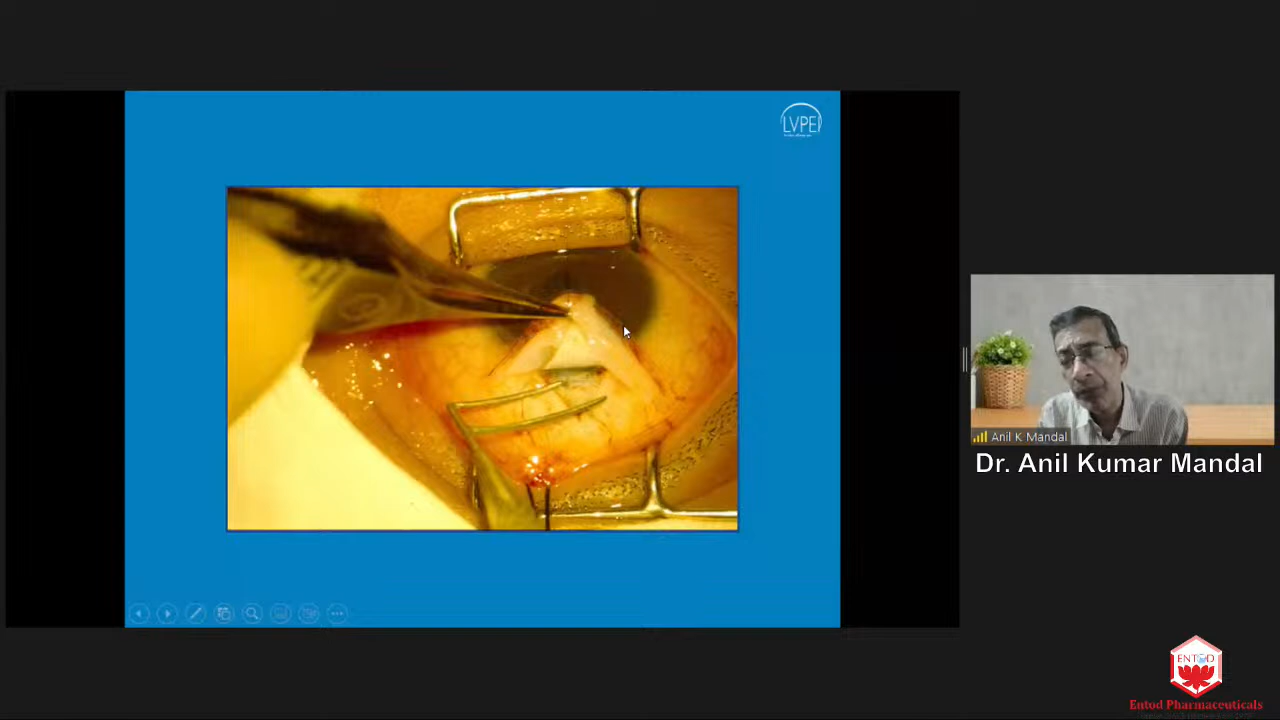 LVPEI
Anil K Mandal
Dr. Anil Kumar Mandal
ENTOD
Entod Pharmaceuticals